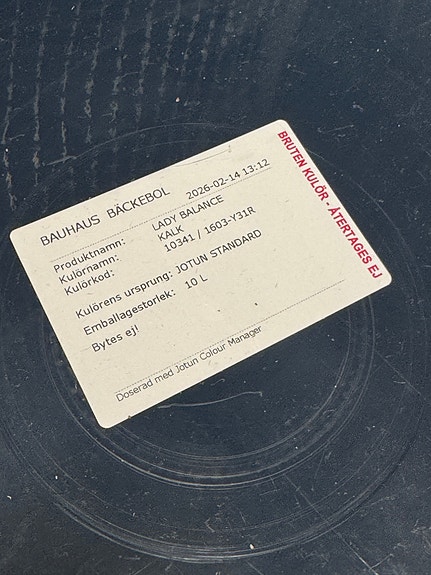 BAUHAUS BÄCKEBOL
2026-02-14 13:12
Produktnamn: LADY BALANCE
Kulörnamn: KALK
Kulörkod: 10341 / 1603-Y31R
Kulörens ursprung: JOTUN STANDARD
Emballagestorlek: 10 L
Bytes ej!
Doserad med Jotun Colour Manager
BRUTEN KULÖR - ÅTERTAGES EJ